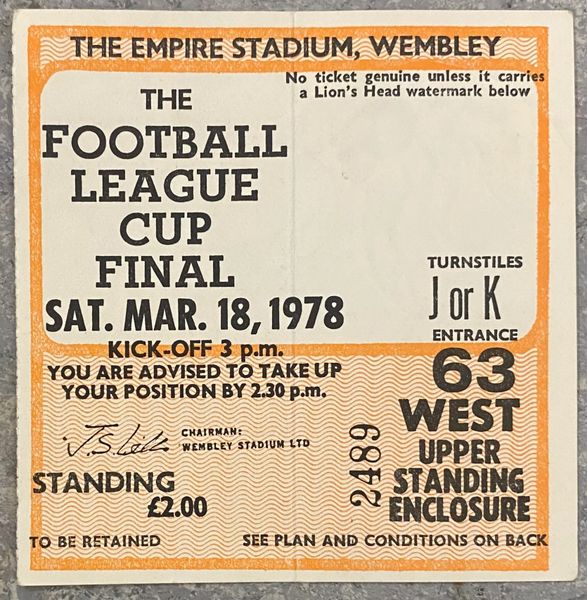 THE EMPIRE STADIUM, WEMBLEY
No ticket genuine unless it carries
a Lion's Head watermark below
THE
FOOTBALL
LEAGUE
CUP
FINAL
SAT. MAR. 18, 1978
KICK-OFF 3 p.m.
YOU ARE ADVISED TO TAKE UP
YOUR POSITION BY 2.30 p.m.
TURNSTILES
J or K
ENTRANCE
63
WEST
UPPER
STANDING
ENCLOSURE
CHAIRMAN:
WEMBLEY STADIUM LTD
2489
STANDING
£2.00
TO BE RETAINED
SEE PLAN AND CONDITIONS ON BACK